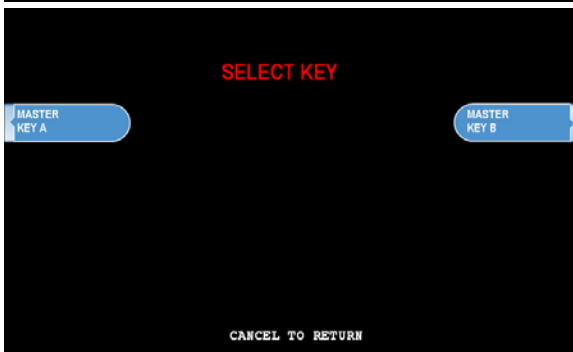 SELECT KEY
MASTER
KEY A
MASTER
KEY B
CANCEL TO RETURN